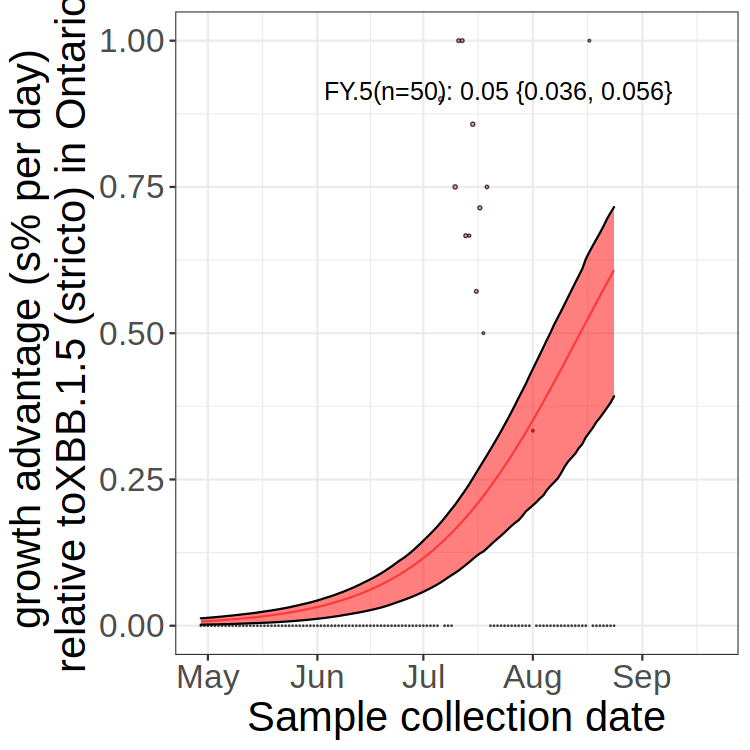 growth advantage (s% per day)
relative toXBB.1.5 (stricto) in Ontario
1.00
0.75
0.50
0.25
0.00
FY.5(n=50): 0.05 {0.036, 0.056}
May Jun Jul Aug Sep
Sample collection date